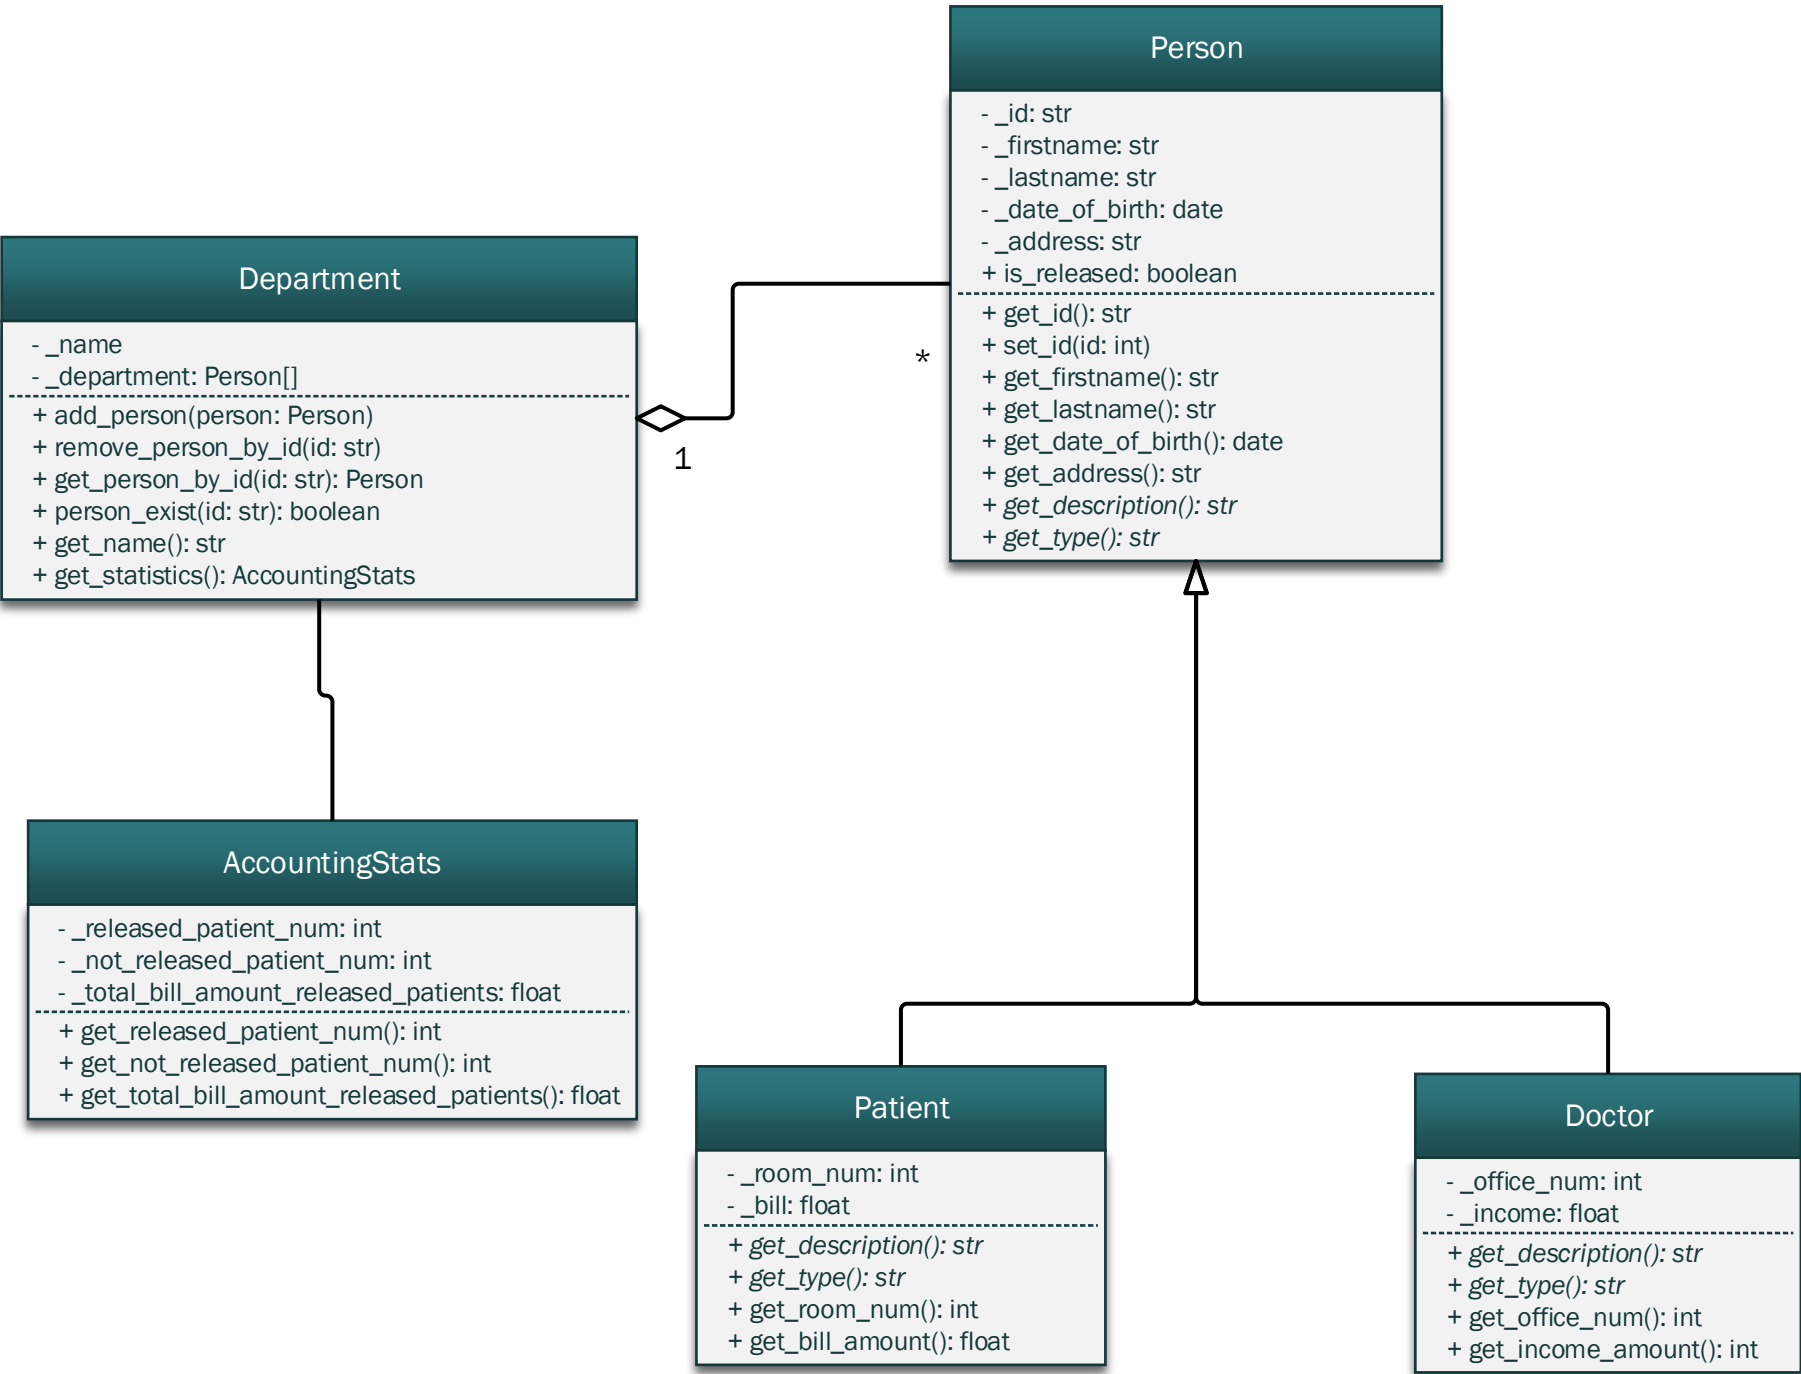 Person
- _id: str
- _firstname: str
- _lastname: str
- _date_of_birth: date
- _address: str
+ is_released: boolean
+ get_id(): str
+ set_id(id: int)
+ get_firstname(): str
+ get_lastname(): str
+ get_date_of_birth(): date
+ get_address(): str
+ get_description(): str
+ get_type(): str
Department
- _name
- _department: Person[]
+ add_person(person: Person)
+ remove_person_by_id(id: str)
+ get_person_by_id(id: str): Person
+ person_exist(id: str): boolean
+ get_name(): str
+ get_statistics(): AccountingStats
*
1
AccountingStats
- _released_patient_num: int
- _not_released_patient_num: int
- _total_bill_amount_released_patients: float
+ get_released_patient_num(): int
+ get_not_released_patient_num(): int
+ get_total_bill_amount_released_patients(): float
Patient
- _room_num: int
- _bill: float
+ get_description(): str
+ get_type(): str
+ get_room_num(): int
+ get_bill_amount(): float
Doctor
- _office_num: int
- _income: float
+ get_description(): str
+ get_type(): str
+ get_office_num(): int
+ get_income_amount(): int